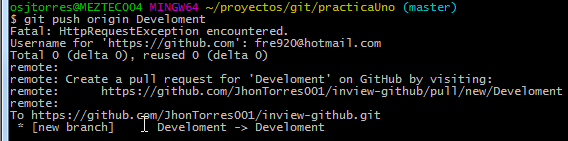 osjtorres@MEZTEC004 MINGW64 ~/proyectos/git/practicaUno (master)
$ git push origin Develoment
Fatal: HttpRequestException encountered.
Username for 'https://github.com': fre920@hotmail.com
Total 0 (delta 0), reused 0 (delta 0)
remote:
remote: Create a pull request for 'Develoment' on GitHub by visiting:
remote:      https://github.com/JhonTorres001/inview-github/pull/new/Develoment
remote:
To https://github.com/JhonTorres001/inview-github.git
 * [new branch]      Develoment -> Develoment